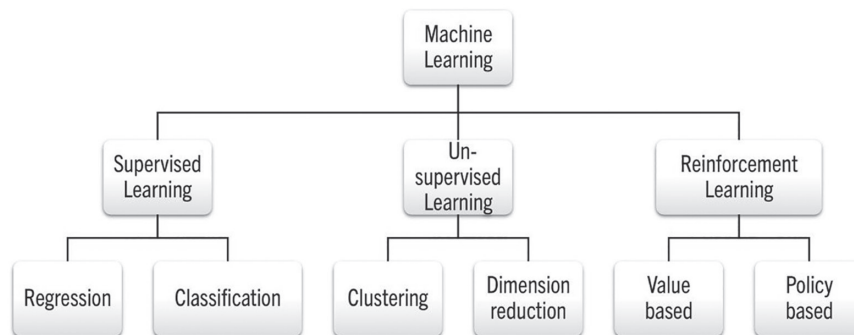 Machine
Learning
Supervised
Learning
Un-
supervised
Learning
Reinforcement
Learning
Regression
Classification
Clustering
Dimension
reduction
Value
based
Policy
based